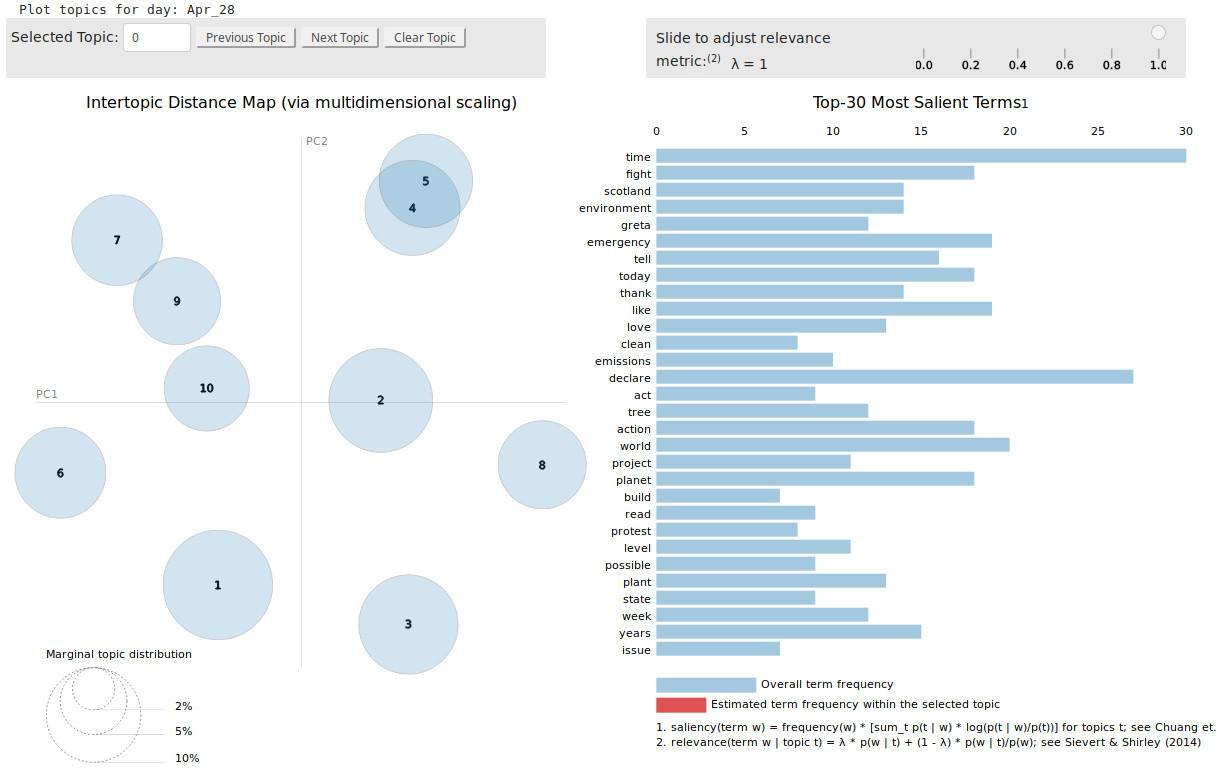 Plot topics for day: Apr_28
Selected Topic: 0 Previous Topic Next Topic Clear Topic
Slide to adjust relevance
metric:(2) λ = 1
0.0 0.2 0.4 0.6 0.8 1.0
Intertopic Distance Map (via multidimensional scaling)
PC2
PC1
5
4
7
9
10
2
6
8
1
3
Marginal topic distribution
2%
5%
10%
Top-30 Most Salient Terms1
0 5 10 15 20 25 30
time
fight
scotland
environment
greta
emergency
tell
today
thank
like
love
clean
emissions
declare
act
tree
action
world
project
planet
build
read
protest
level
possible
plant
state
week
years
issue
Overall term frequency
Estimated term frequency within the selected topic
1. saliency(term w) = frequency(w) * [sum_t p(t | w) * log(p(t | w)/p(t))] for topics t; see Chuang et.
2. relevance(term w | topic t) = λ * p(w | t) + (1 - λ) * p(w | t)/p(w); see Sievert & Shirley (2014)